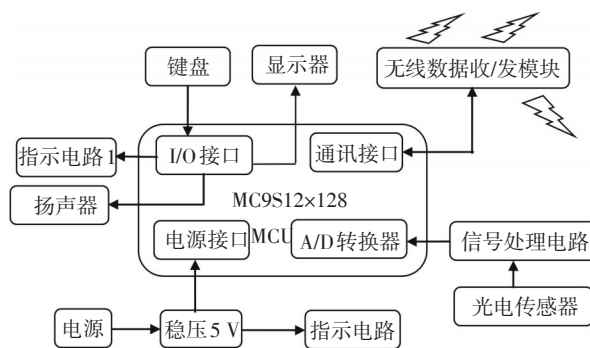 键盘
显示器
无线数据收/发模块
指示电路1
I/O接口
通讯接口
扬声器
MC9S12×128
电源接口
MCU
A/D转换器
信号处理电路
光电传感器
电源
稳压5 V
指示电路